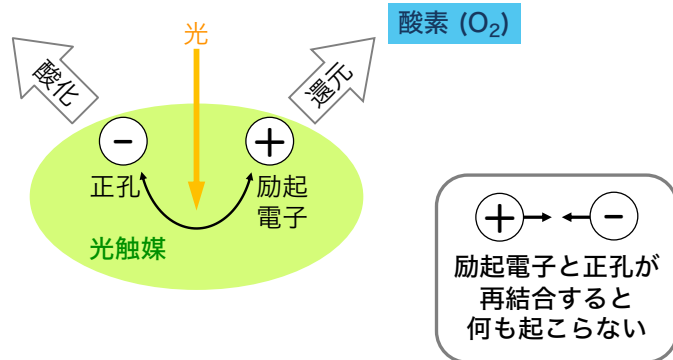 光
酸素 (O₂)
酸化
還元
−
+
正孔
励起
電子
光触媒
+
−
励起電子と正孔が
再結合すると
何も起こらない